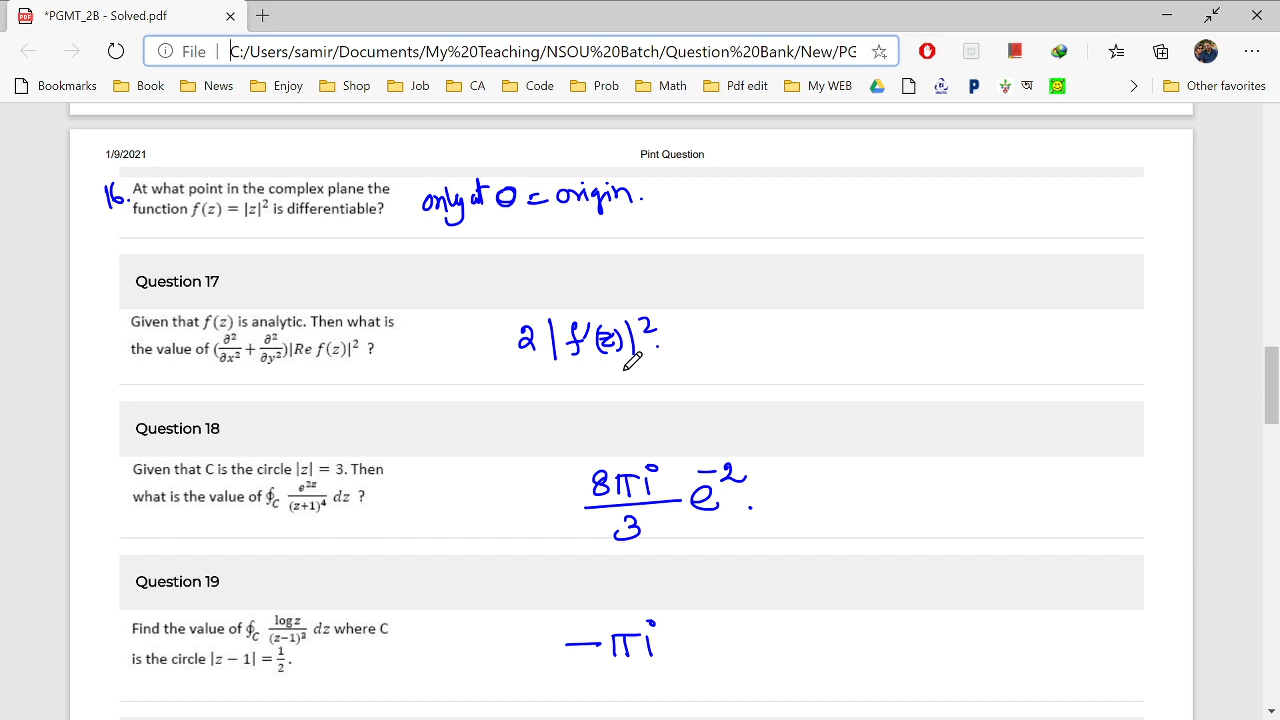 *PGMT_2B - Solved.pdf
File C:/Users/samir/Documents/My%20Teaching/NSOU%20Batch/Question%20Bank/New/PG
Bookmarks Book News Enjoy Study Job CA Code Prob Math Pdf edIt My WEB অ Other favorites
1/9/2021 Pint Question
16. At what point in the complex plane the
function f(z) = |z|² is differentiable?
only at 0 = origin.
Question 17
Given that f(z) is analytic. Then what is
the value of (∂²/∂x² + ∂²/∂y²)|Re f(z)|² ?
2 |f'(z)|².
Question 18
Given that C is the circle |z| = 3. Then
what is the value of ∮_C e^{2z}/(z+1)⁴ dz ?
8πi/3 e^{-2}.
Question 19
Find the value of ∮_C log z/(z−1)³ dz where C
is the circle |z − 1| = 1/2.
−πi